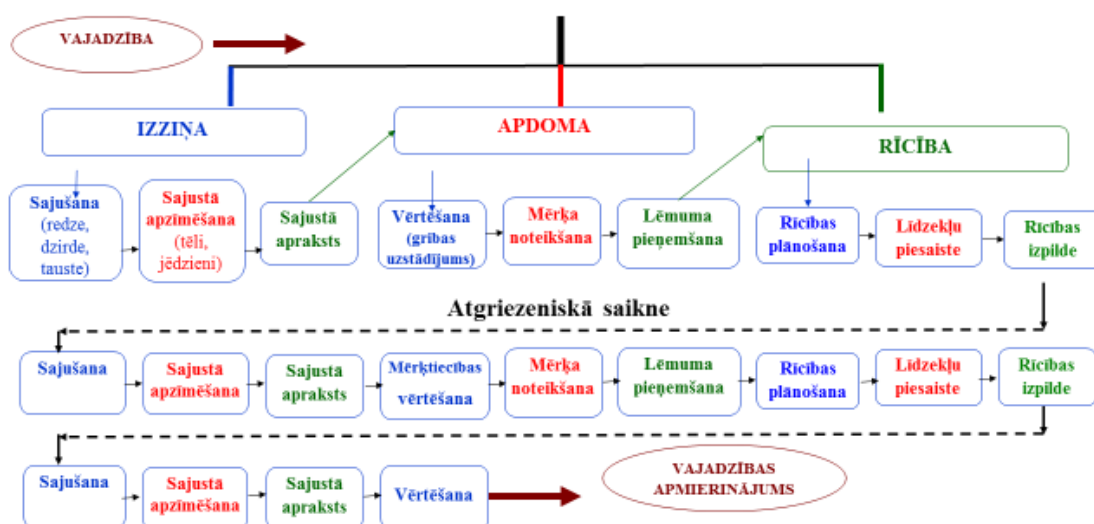 VAJADZĪBA
IZZIŅA
APDOMA
RĪCĪBA
Sajušana
(redze,
dzirde,
tauste)
Sajustā
apzīmēšana
(tēli,
jēdzieni)
Sajustā
apraksts
Vērtēšana
(gribas
uzstādījums)
Mērķa
noteikšana
Lēmuma
pieņemšana
Rīcības
plānošana
Līdzekļu
piesaiste
Rīcības
izpilde
Atgriezeniskā saikne
Sajušana
Sajustā
apzīmēšana
Sajustā
apraksts
Mērķtiecības
vērtēšana
Mērķa
noteikšana
Lēmuma
pieņemšana
Rīcības
plānošana
Līdzekļu
piesaiste
Rīcības
izpilde
Sajušana
Sajustā
apzīmēšana
Sajustā
apraksts
Vērtēšana
VAJADZĪBAS
APMIERINĀJUMS